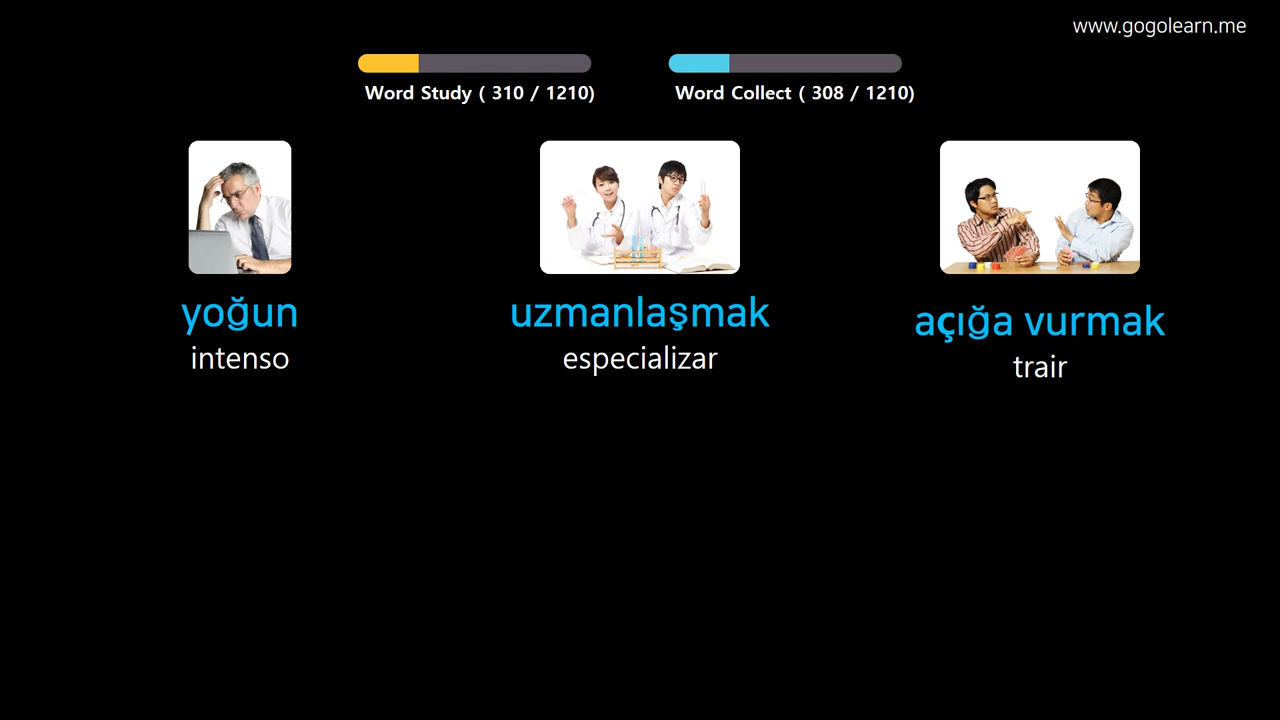 www.gogolearn.me
Word Study ( 310 / 1210)
Word Collect ( 308 / 1210)
yoğun
intenso
uzmanlaşmak
especializar
açığa vurmak
trair